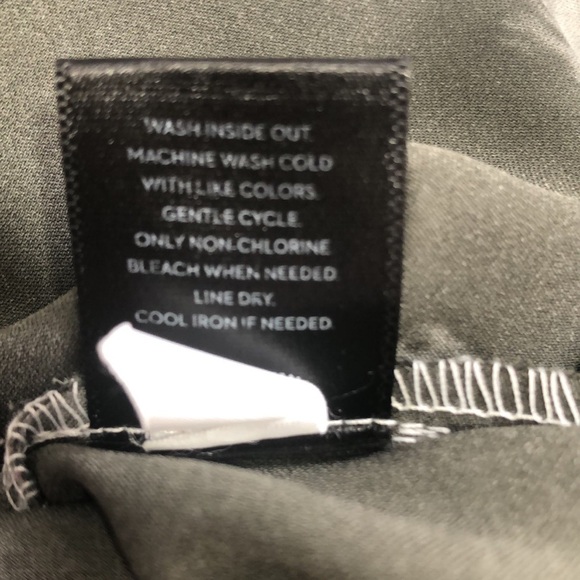 WASH INSIDE OUT.
MACHINE WASH COLD
WITH LIKE COLORS.
GENTLE CYCLE.
ONLY NON-CHLORINE
BLEACH WHEN NEEDED.
LINE DRY.
COOL IRON IF NEEDED.